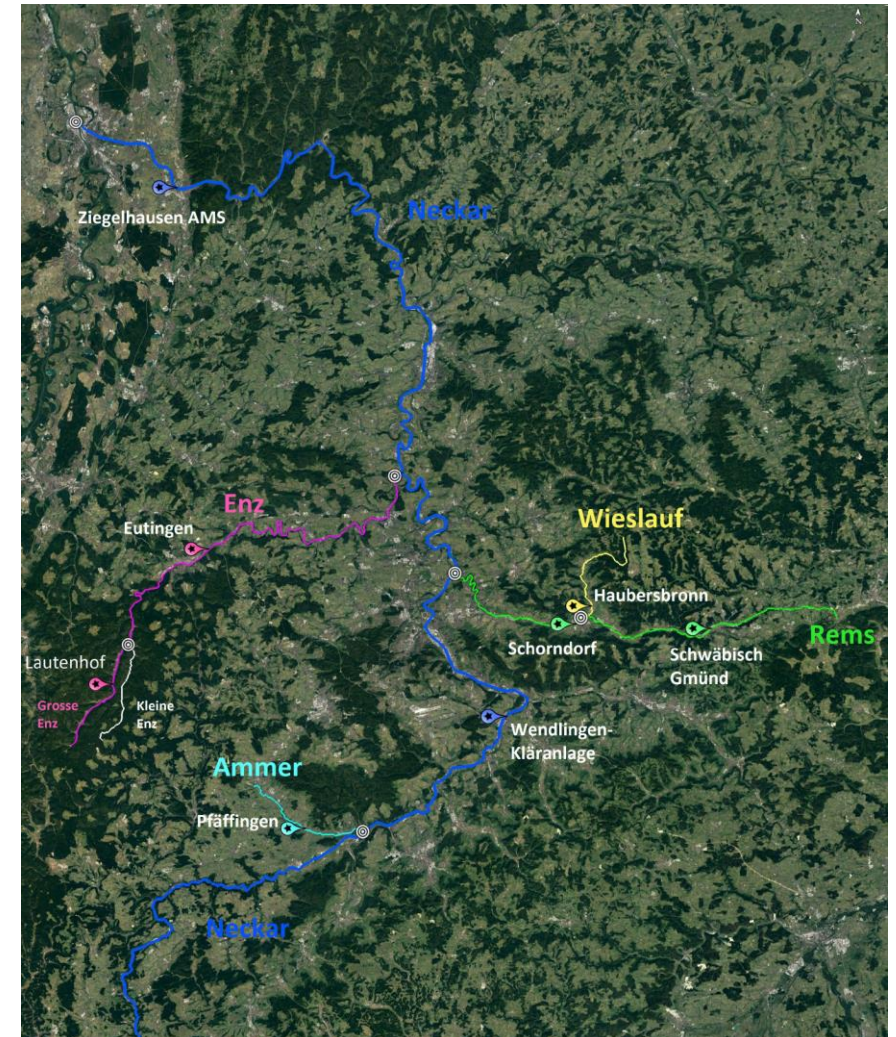 N
Ziegelhausen AMS
Neckar
Enz
Eutingen
Wieslauf
Haubersbronn
Schorndorf
Rems
Schwäbisch
Gmünd
Lautenhof
Grosse
Enz
Kleine
Enz
Wendlingen-
Kläranlage
Ammer
Pfäffingen
Neckar